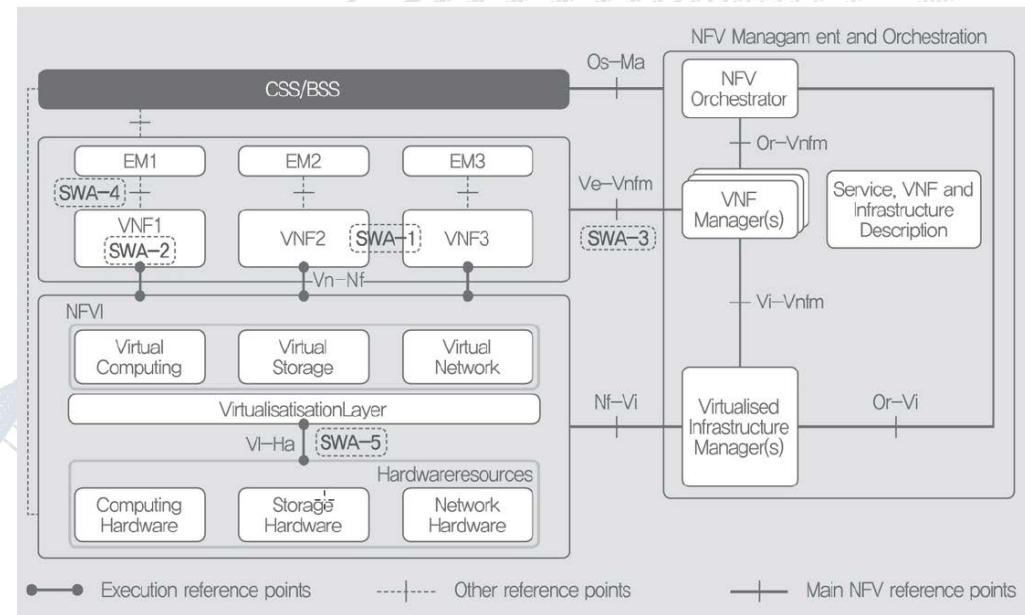 NFV Managam ent and Orchestration
Os-Ma
CSS/BSS
NFV
Orchestrator
Or-Vnfm
EM1
EM2
EM3
SWA-4
Ve-Vnfm
VNF
Manager(s)
Service, VNF and
Infrastructure
Description
VNF1
SWA-2
VNF2
SWA-1
VNF3
SWA-3
Vn-Nf
NFVI
Vi-Vnfm
Virtual
Computing
Virtual
Storage
Virtual
Network
VirtualisatisationLayer
Nf-Vi
Virtualised
Infrastructure
Manager(s)
Or-Vi
VI-Ha
SWA-5
Hardwareresources
Computing
Hardware
Storage
Hardware
Network
Hardware
Execution reference points
Other reference points
Main NFV reference points